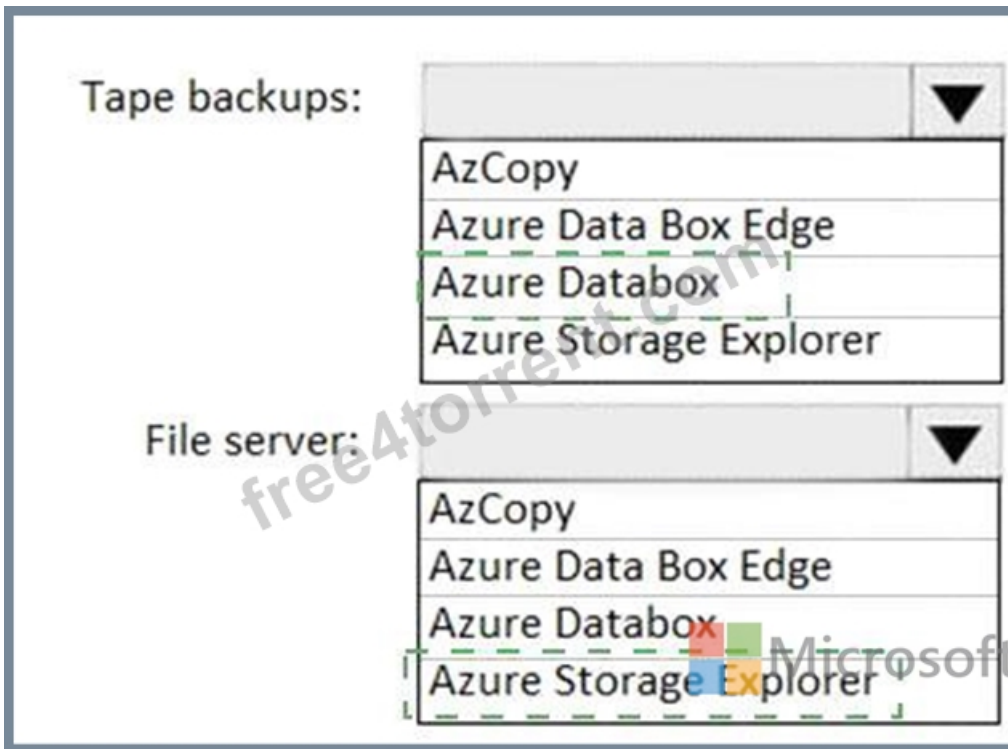 Tape backups:
AzCopy
Azure Data Box Edge
Azure Databox
Azure Storage Explorer
File server:
AzCopy
Azure Data Box Edge
Azure Databox
Azure Storage Explorer
free4torrent.com
Microsoft